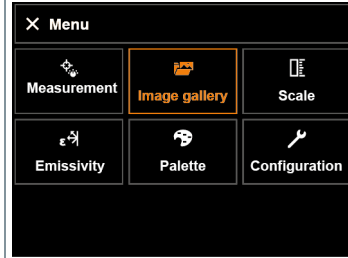 Menu
Measurement
Image gallery
Scale
ε
Emissivity
Palette
Configuration